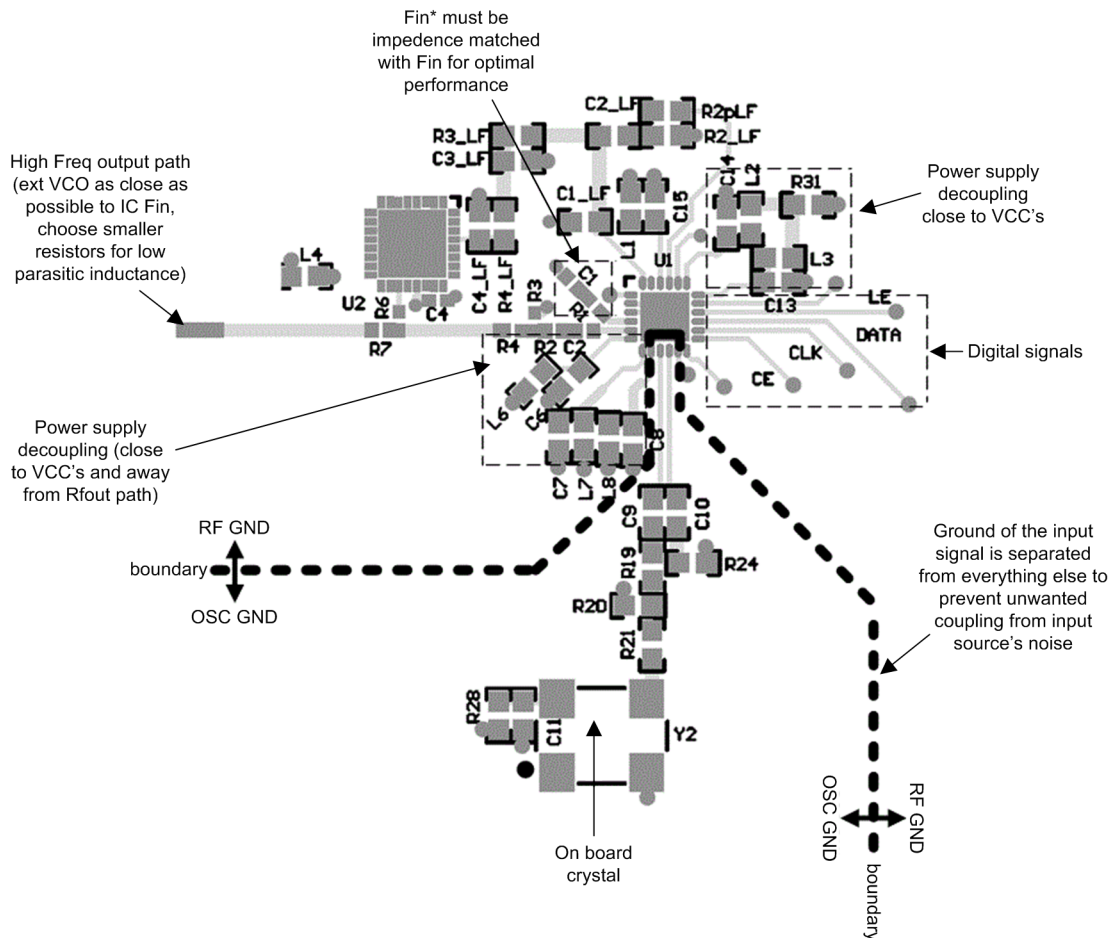 Fin* must be
impedence matched
with Fin for optimal
performance
High Freq output path
(ext VCO as close as
possible to IC Fin,
choose smaller
resistors for low
parasitic inductance)
Power supply
decoupling
close to VCC's
Digital signals
Power supply
decoupling (close
to VCC's and away
from Rfout path)
RF GND
boundary
OSC GND
Ground of the input
signal is separated
from everything else to
prevent unwanted
coupling from input
source's noise
On board
crystal
OSC GND
RF GND
boundary
C2_LF
R2pLF
R3_LF
R2_LF
C3_LF
C14
L2
R31
C1_LF
C15
L1
U1
L3
L4
C4_LF
R4_LF
C1
U2
R6
C4
R3
C13
LE
DATA
R7
R4
R2
C2
CLK
CE
L6
C6
C8
C7
L7
L8
C9
C10
R19
R24
R20
R21
R28
C11
Y2